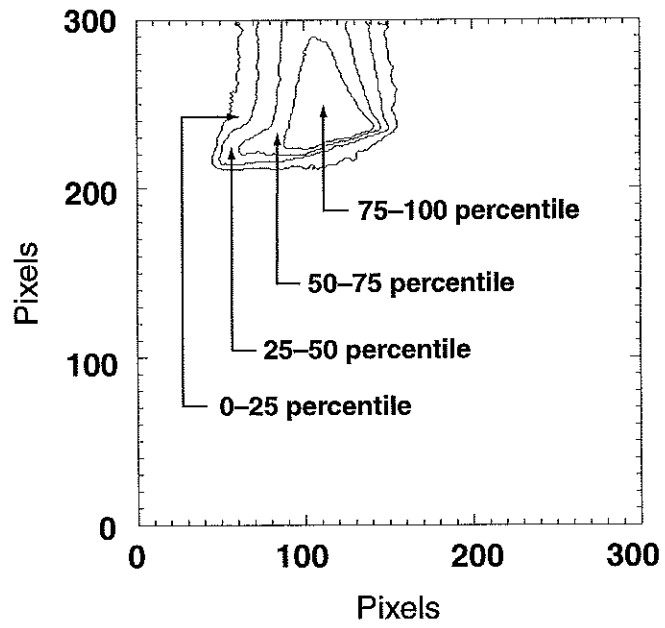 300
200
100
0
Pixels
75–100 percentile
50–75 percentile
25–50 percentile
0–25 percentile
0 100 200 300
Pixels